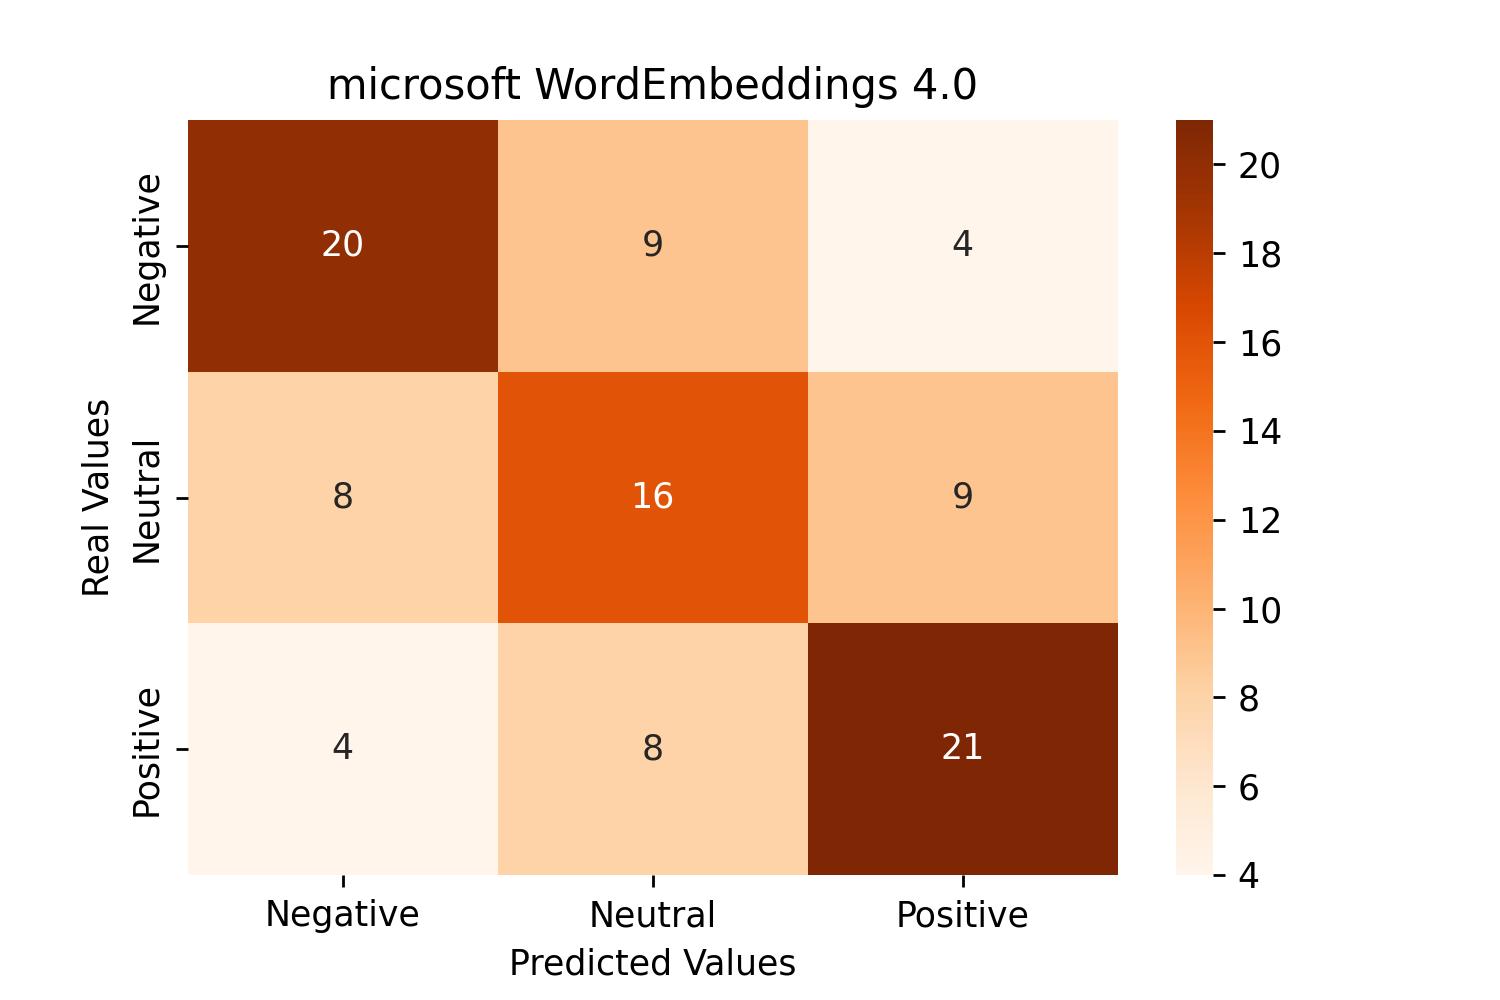 microsoft WordEmbeddings 4.0
Real Values
Negative
20 9 4
Neutral
8 16 9
Positive
4 8 21
Negative Neutral Positive
Predicted Values
20
18
16
14
12
10
8
6
4